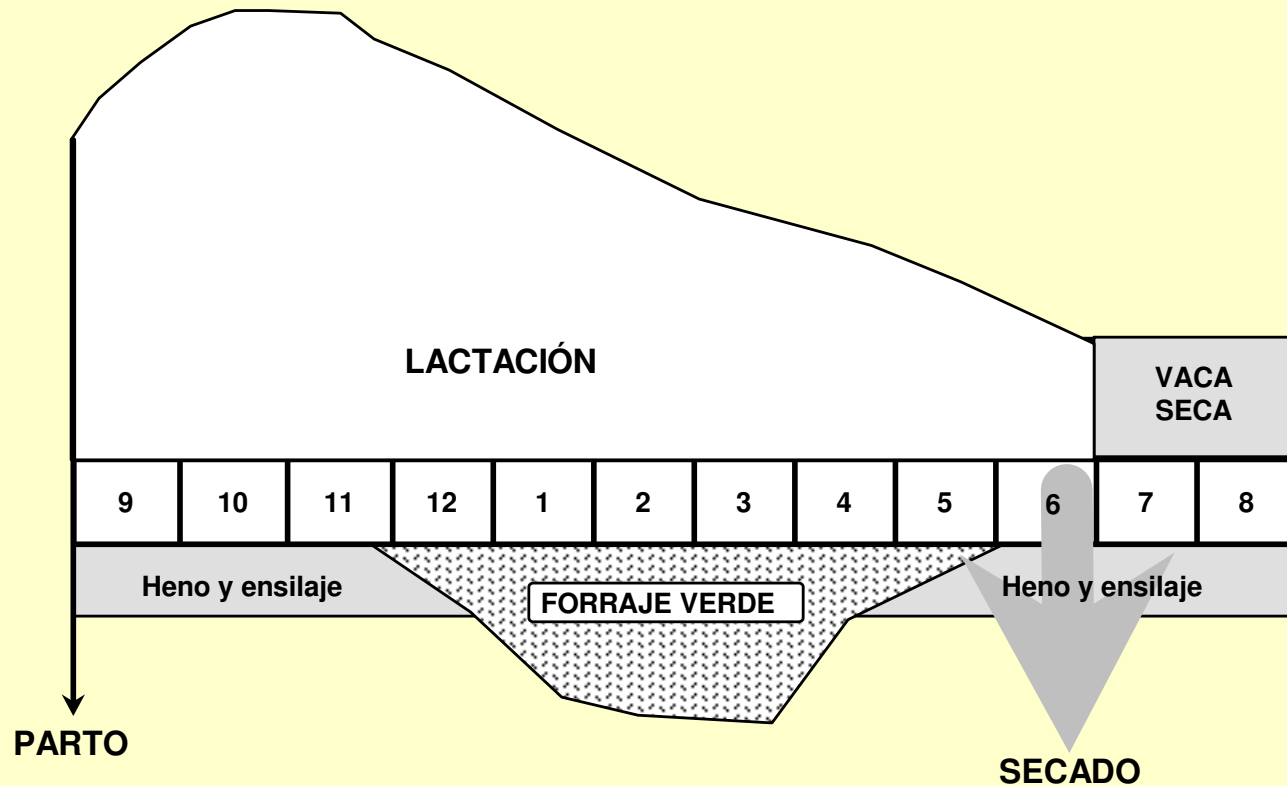 LACTACIÓN
VACA
SECA
9 10 11 12 1 2 3 4 5 6 7 8
Heno y ensilaje FORRAJE VERDE Heno y ensilaje
PARTO
SECADO